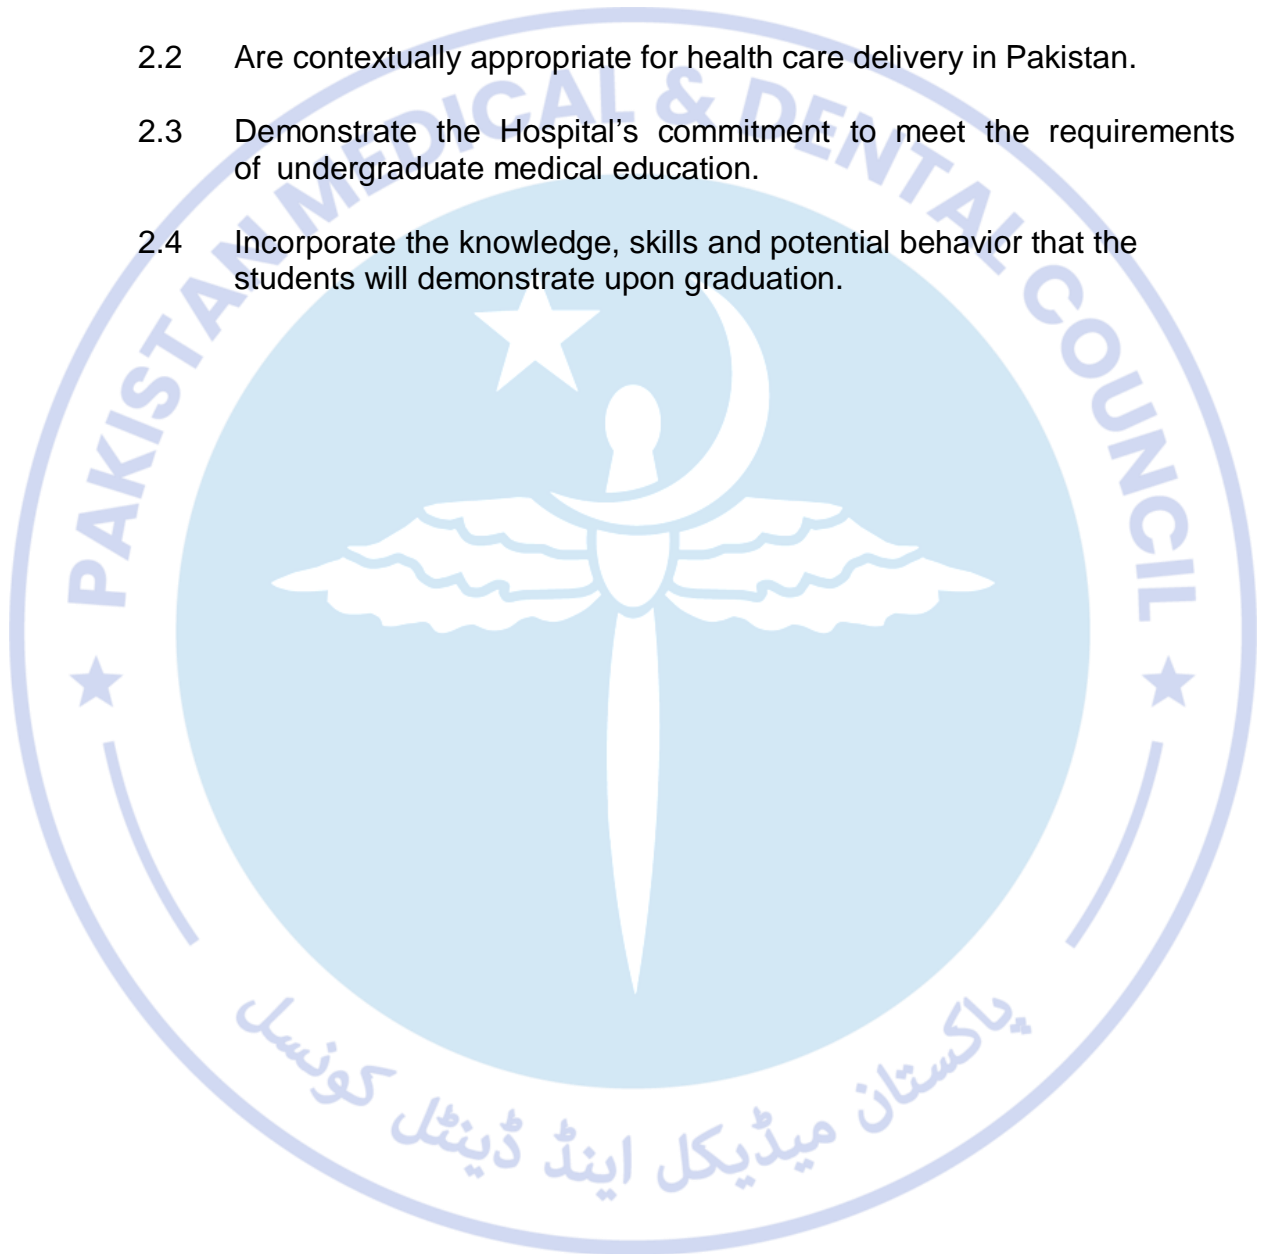 2.2 Are contextually appropriate for health care delivery in Pakistan.
2.3 Demonstrate the Hospital’s commitment to meet the requirements
of undergraduate medical education.
2.4 Incorporate the knowledge, skills and potential behavior that the
students will demonstrate upon graduation.
PAKISTAN MEDICAL & DENTAL COUNCIL
پاکستان میڈیکل اینڈ ڈینٹل کونسل